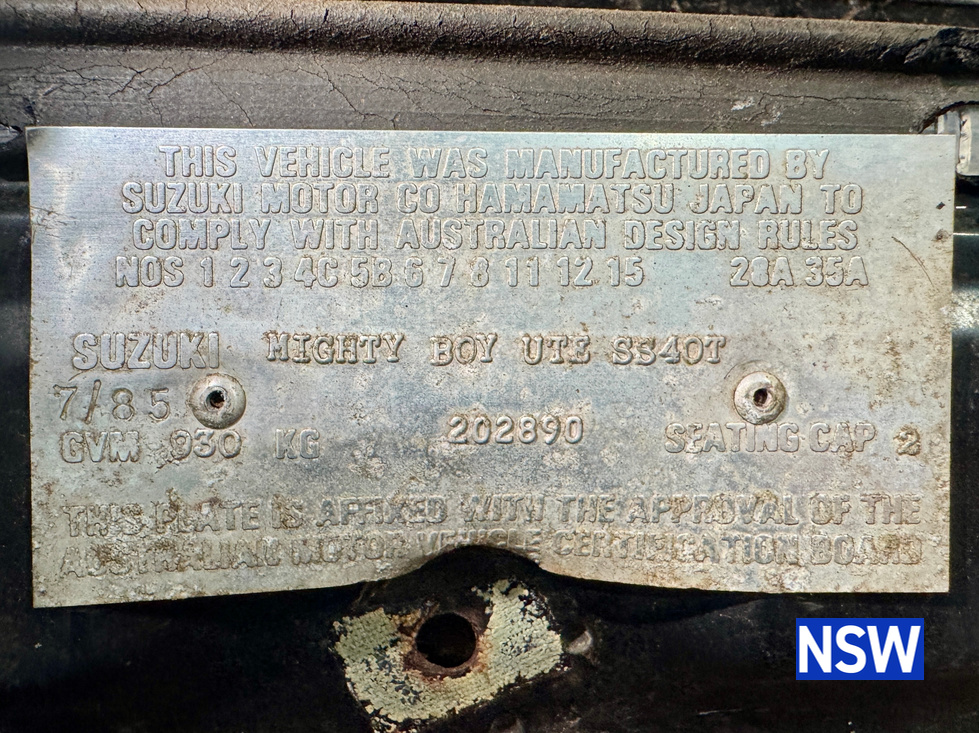 THIS VEHICLE WAS MANUFACTURED BY
SUZUKI MOTOR CO HAMAMATSU JAPAN TO
COMPLY WITH AUSTRALIAN DESIGN RULES
NOS 1 2 3 4C 5B 6 7 8 11 12 15 28A 35A
SUZUKI MIGHTY BOY UTE SS40T
7/85
GVM 930 KG 202890 SEATING CAP 2
THIS PLATE IS AFFIXED WITH THE APPROVAL OF THE
AUSTRALIAN MOTOR VEHICLE CERTIFICATION BOARD
NSW